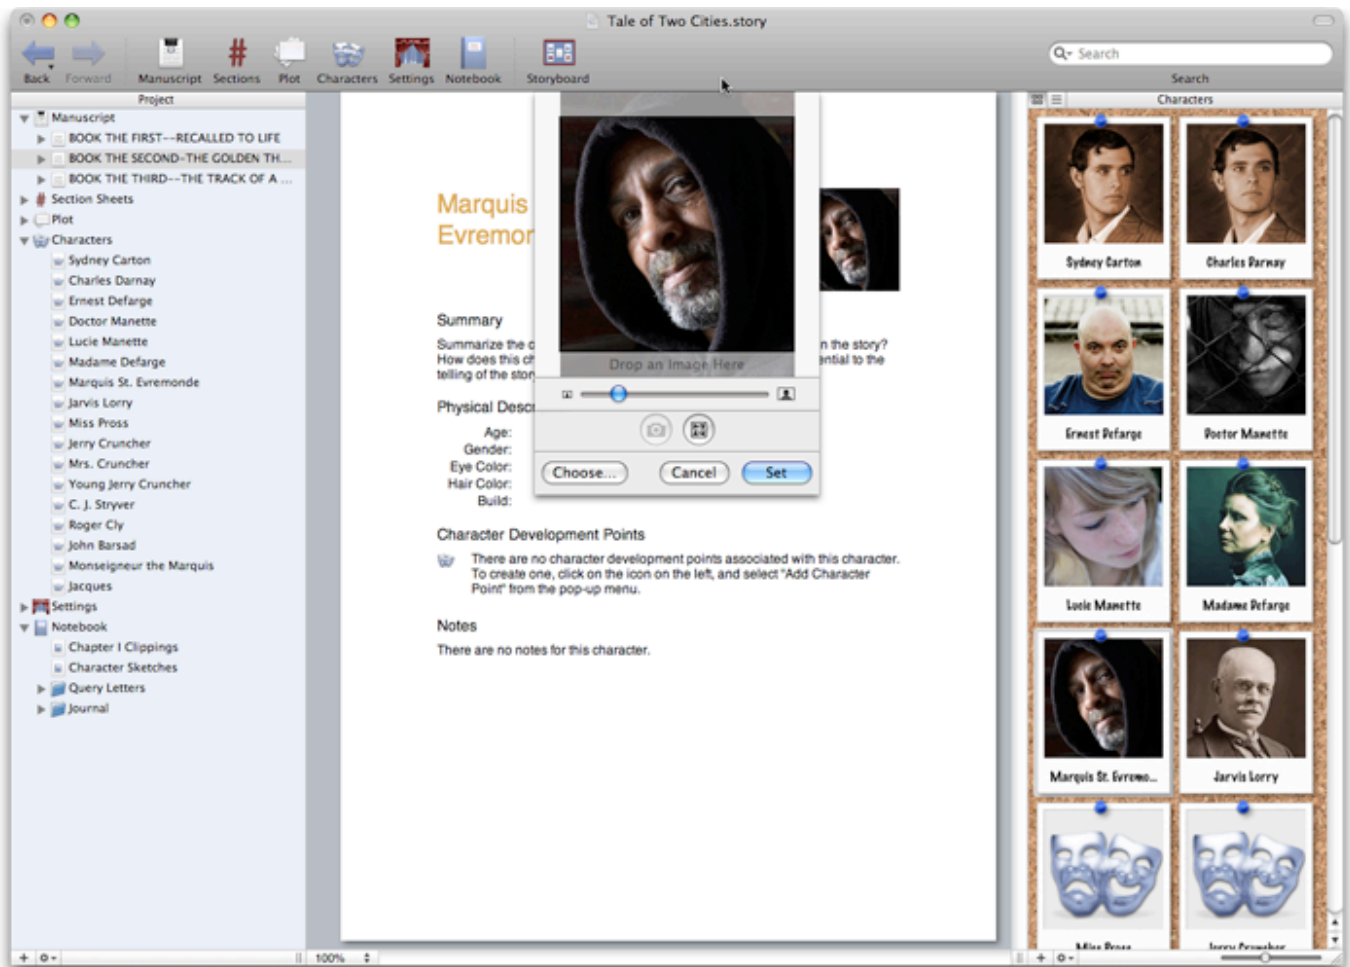 Tale of Two Cities.story
Back
Forward
Manuscript
Sections
Plot
Characters
Settings
Notebook
Storyboard
Search
Search
Project
Manuscript
BOOK THE FIRST--RECALLED TO LIFE
BOOK THE SECOND-THE GOLDEN TH...
BOOK THE THIRD--THE TRACK OF A ...
Section Sheets
Plot
Characters
Sydney Carton
Charles Darnay
Ernest Defarge
Doctor Manette
Lucie Manette
Madame Defarge
Marquis St. Evremonde
Jarvis Lorry
Miss Pross
Jerry Cruncher
Mrs. Cruncher
Young Jerry Cruncher
C. J. Stryver
Roger Cly
John Barsad
Monseigneur the Marquis
Jacques
Settings
Notebook
Chapter I Clippings
Character Sketches
Query Letters
Journal
100%
Marquis
Evremor
Summary
Summarize the c
n the story?
How does this ch
ential to the
telling of the stor
Physical Descr
Age:
Gender:
Eye Color:
Hair Color:
Build:
Drop an Image Here
Choose...
Cancel
Set
Character Development Points
There are no character development points associated with this character.
To create one, click on the icon on the left, and select "Add Character
Point" from the pop-up menu.
Notes
There are no notes for this character.
Characters
Sydney Carton
Charles Darnay
Ernest Defarge
Doctor Manette
Lucie Manette
Madame Defarge
Marquis St. Evremo...
Jarvis Lorry
Miss Pross
Jerry Cruncher